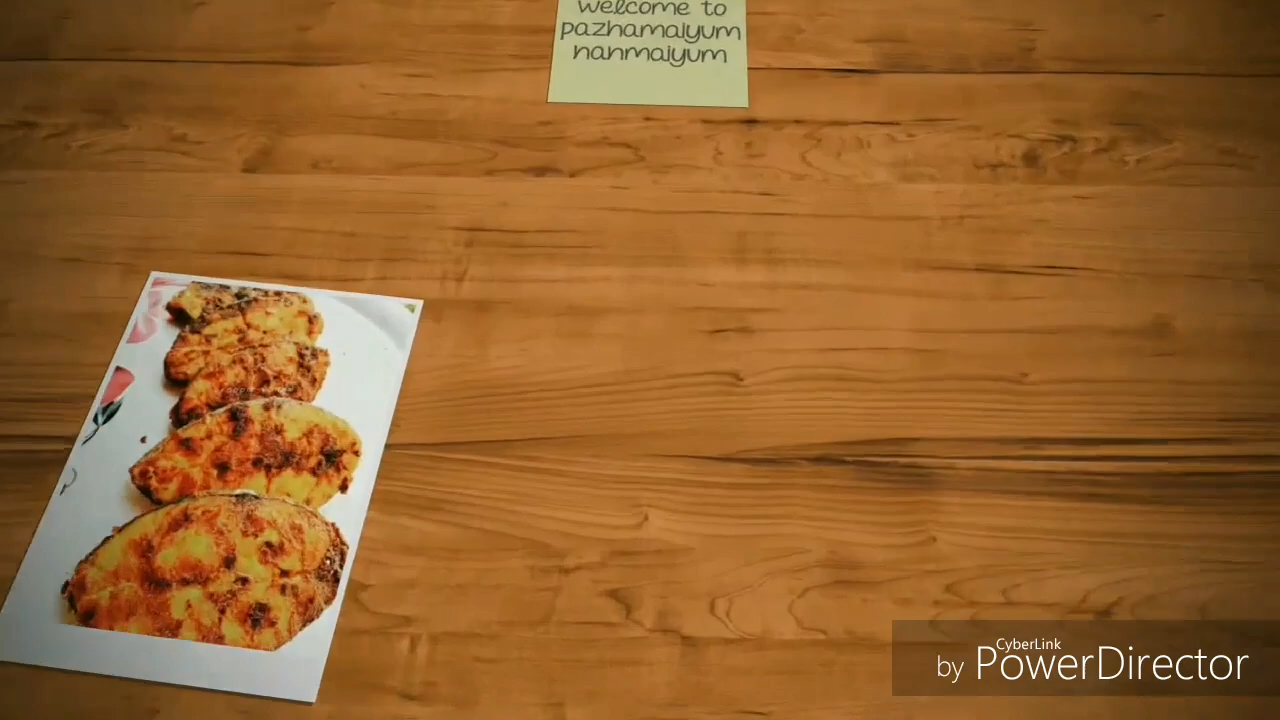 welcome to
pazhamaiyum
nanmaiyum
CyberLink
by PowerDirector